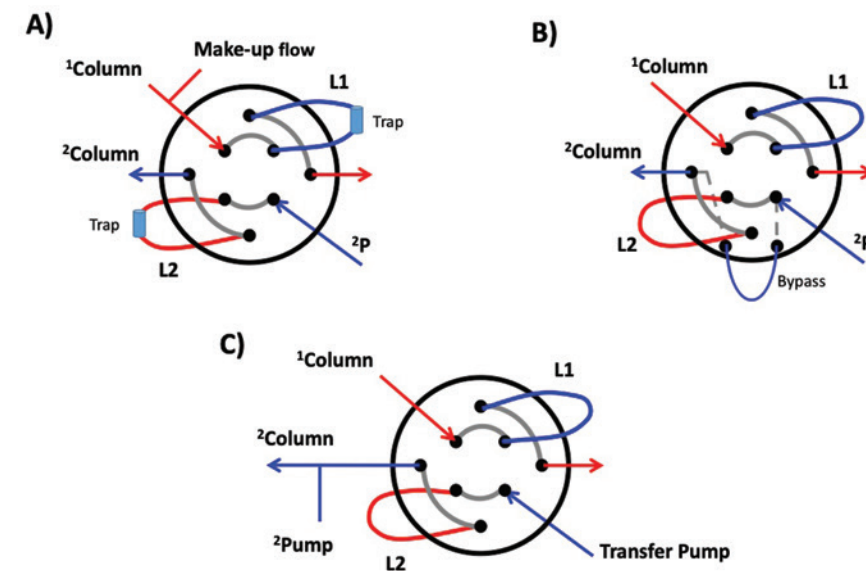 A)
Make-up flow
¹Column
L1
Trap
²Column
Trap
²P
L2
B)
¹Column
L1
²Column
L2
Bypass
C)
¹Column
L1
²Column
²Pump
L2
Transfer Pump